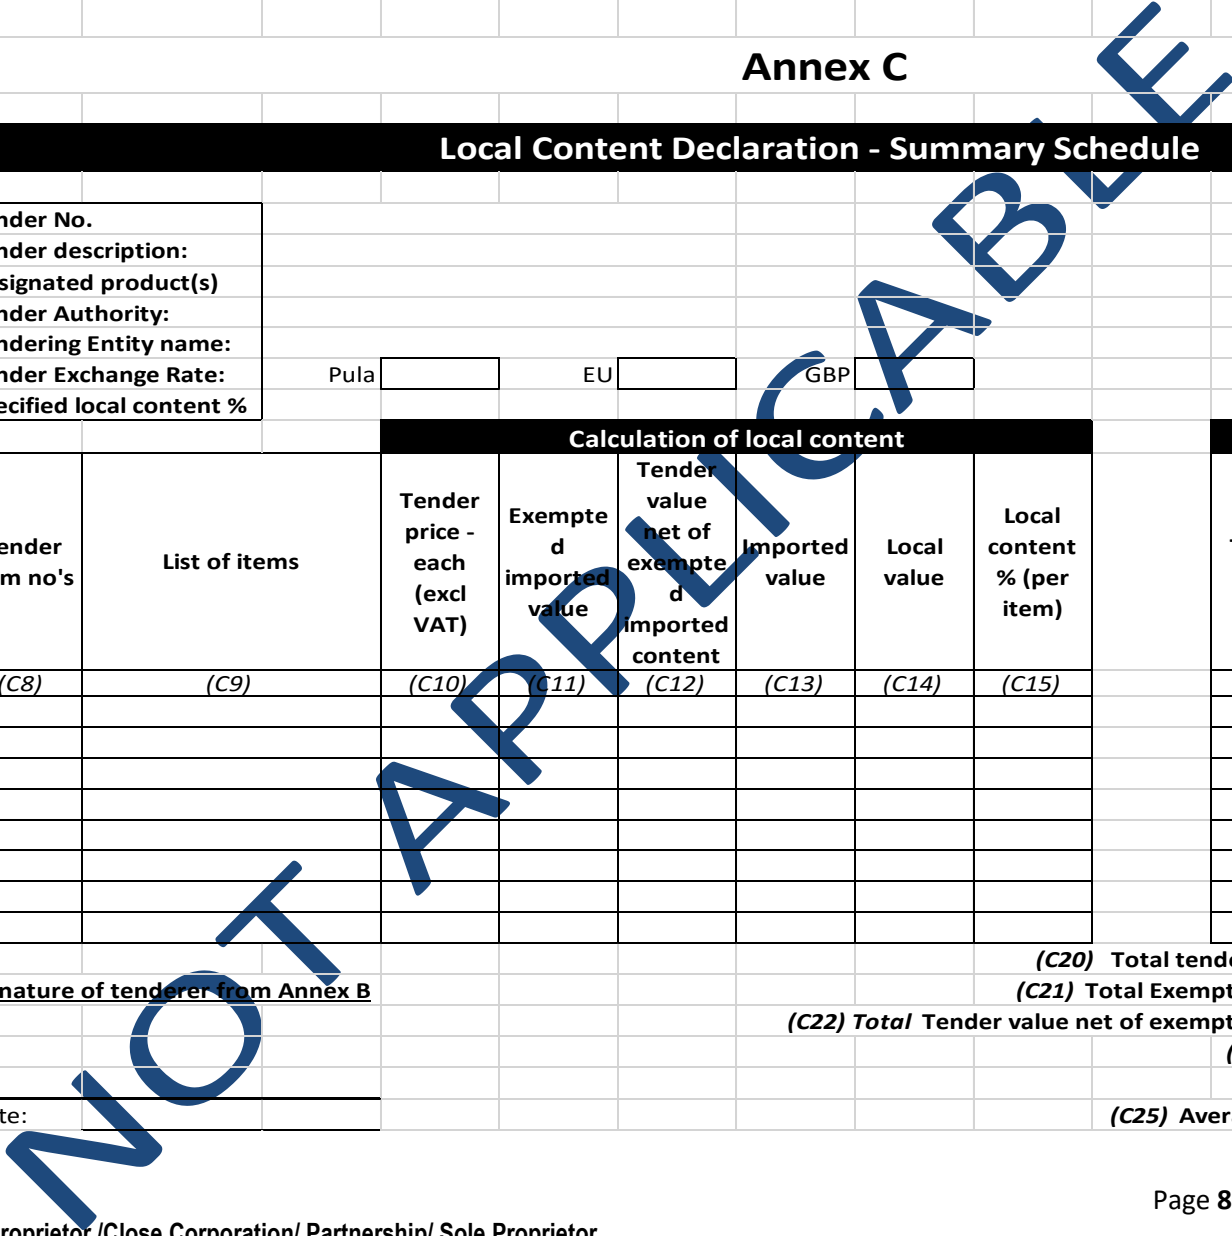 Annex C
Local Content Declaration - Summary Schedule
nder No.
nder description:
signated product(s)
nder Authority:
ndering Entity name:
nder Exchange Rate: Pula EU GBP
ecified local content %
Calculation of local content
ender
m no's
List of items
Tender
price -
each
(excl
VAT)
Exempte
d
imported
value
Tender
value
net of
exempte
d
imported
content
Imported
value
Local
value
Local
content
% (per
item)
(C8) (C9) (C10) (C11) (C12) (C13) (C14) (C15)
(C20) Total tende
nature of tenderer from Annex B
(C21) Total Exempt
(C22) Total Tender value net of exempt
te:
(C25) Aver
Page 8
roprietor /Close Corporation/ Partnership/ Sole Proprietor
NOT APPLICABLE